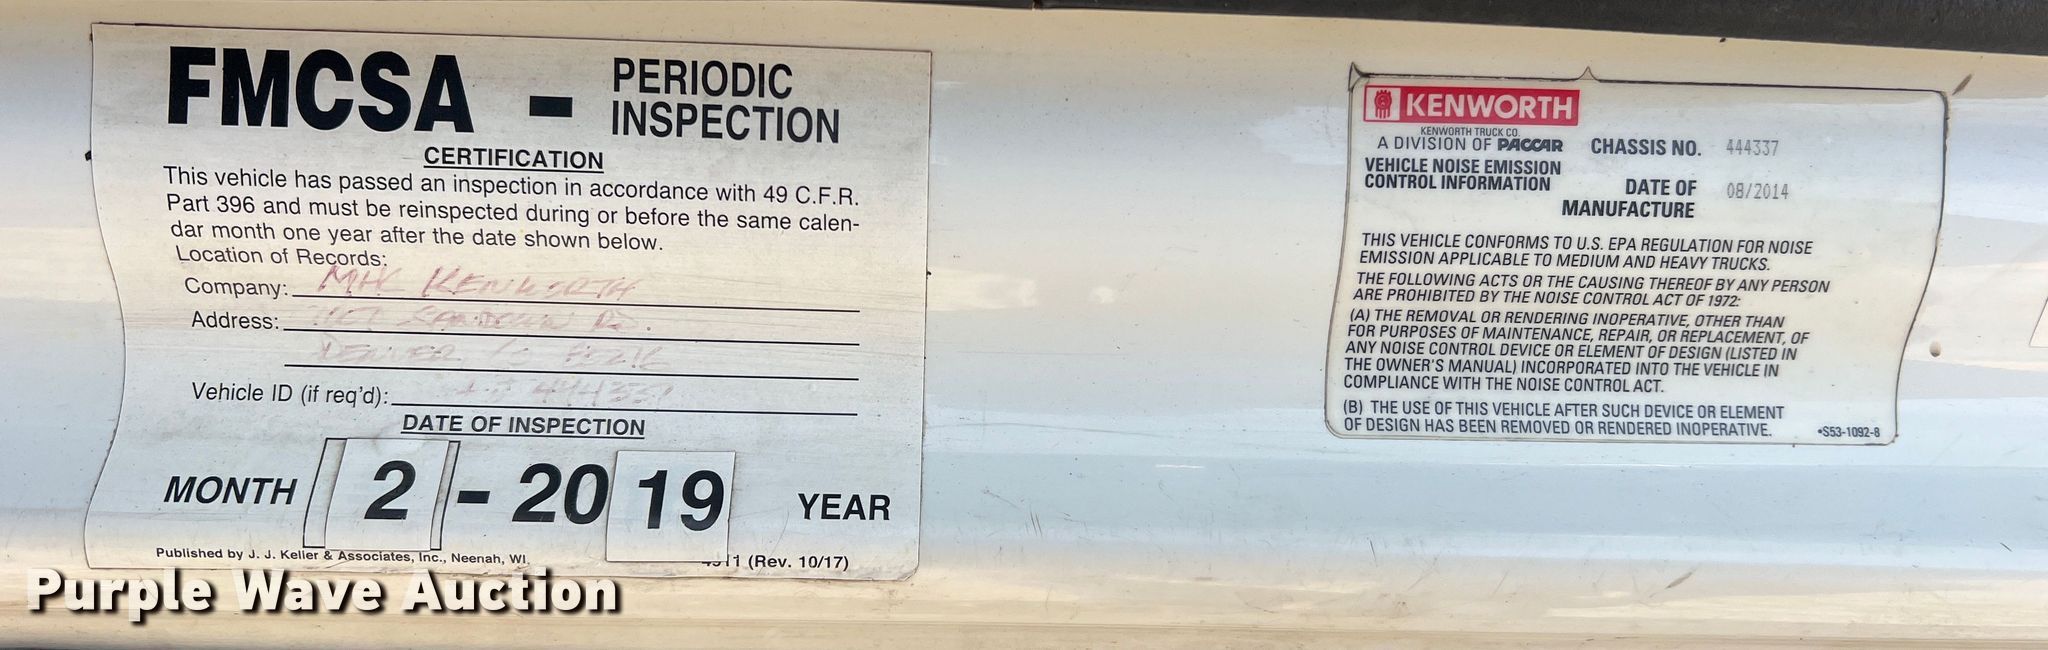 FMCSA - PERIODIC
INSPECTION
CERTIFICATION
This vehicle has passed an inspection in accordance with 49 C.F.R.
Part 396 and must be reinspected during or before the same calen-
dar month one year after the date shown below.
Location of Records:
Company: MHC KENWORTH
Address: RD.
DENVER
Vehicle ID (if req'd):
DATE OF INSPECTION
MONTH 2 - 20 19 YEAR
Published by J. J. Keller & Associates, Inc., Neenah, WI.
(Rev. 10/17)
KENWORTH
KENWORTH TRUCK CO.
A DIVISION OF PACCAR
CHASSIS NO. 444337
VEHICLE NOISE EMISSION
CONTROL INFORMATION
DATE OF
MANUFACTURE
08/2014
THIS VEHICLE CONFORMS TO U.S. EPA REGULATION FOR NOISE
EMISSION APPLICABLE TO MEDIUM AND HEAVY TRUCKS.
THE FOLLOWING ACTS OR THE CAUSING THEREOF BY ANY PERSON
ARE PROHIBITED BY THE NOISE CONTROL ACT OF 1972:
(A) THE REMOVAL OR RENDERING INOPERATIVE, OTHER THAN
FOR PURPOSES OF MAINTENANCE, REPAIR, OR REPLACEMENT, OF
ANY NOISE CONTROL DEVICE OR ELEMENT OF DESIGN (LISTED IN
THE OWNER'S MANUAL) INCORPORATED INTO THE VEHICLE IN
COMPLIANCE WITH THE NOISE CONTROL ACT.
(B) THE USE OF THIS VEHICLE AFTER SUCH DEVICE OR ELEMENT
OF DESIGN HAS BEEN REMOVED OR RENDERED INOPERATIVE.
•S53-1092-8
Purple Wave Auction